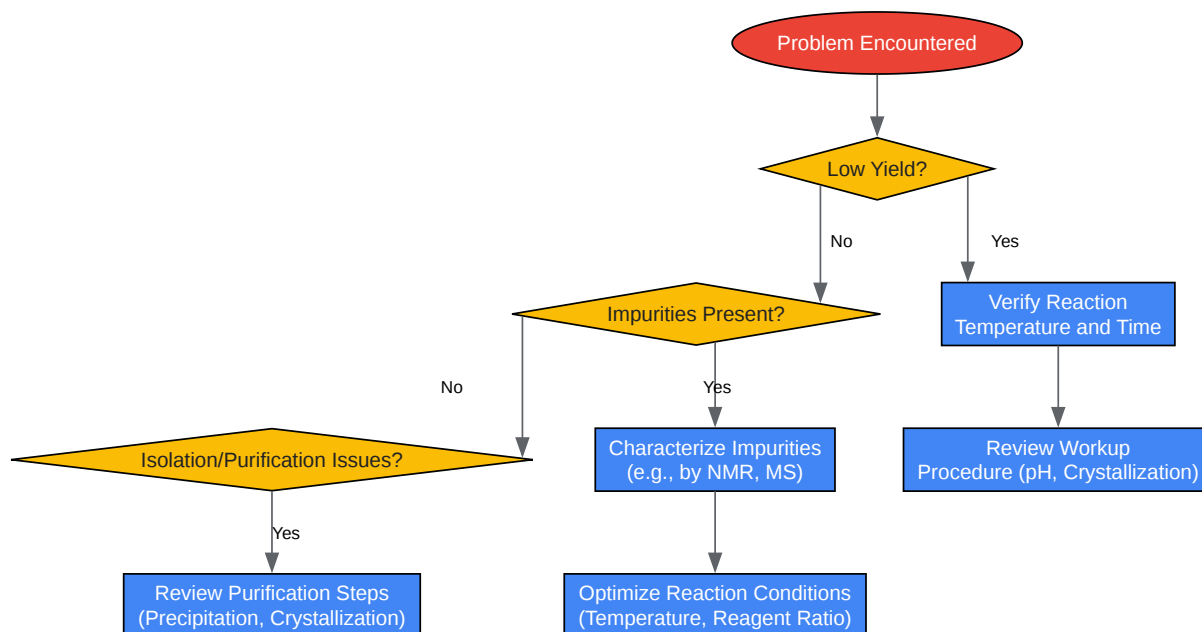 Problem Encountered
Low Yield?
No
Yes
Impurities Present?
Verify Reaction
Temperature and Time
No
Yes
Isolation/Purification Issues?
Characterize Impurities
(e.g., by NMR, MS)
Review Workup
Procedure (pH, Crystallization)
Yes
Review Purification Steps
(Precipitation, Crystallization)
Optimize Reaction Conditions
(Temperature, Reagent Ratio)